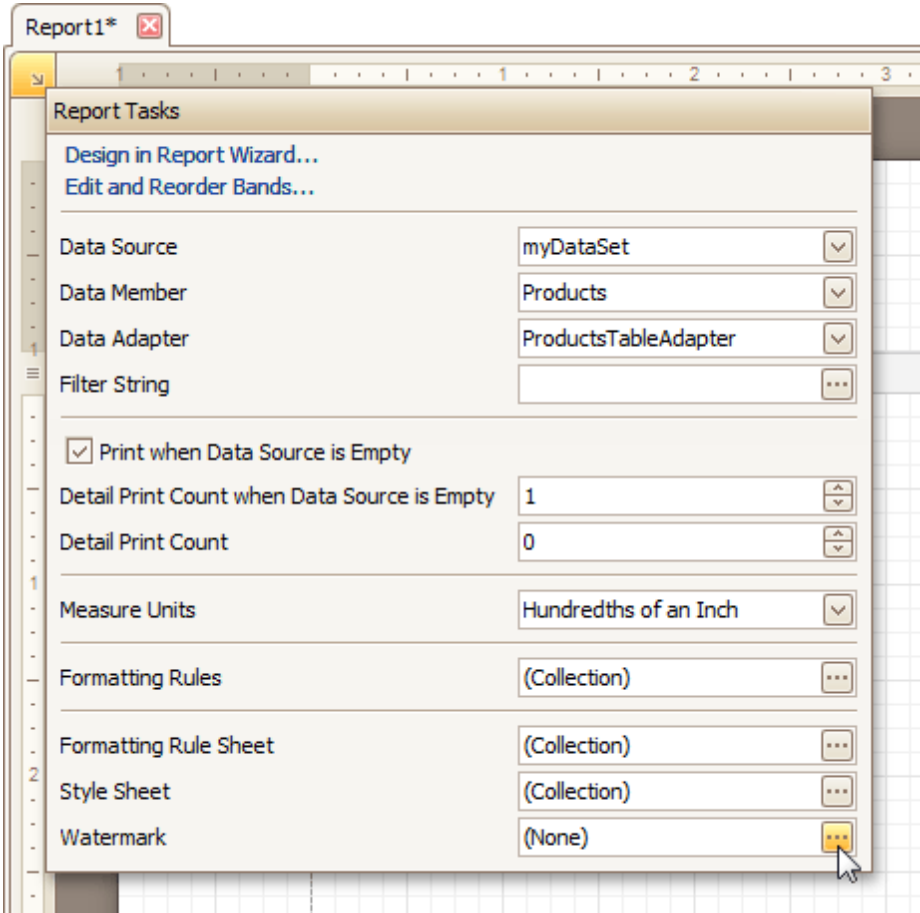 Report1*
1 1 2 3
Report Tasks
Design in Report Wizard...
Edit and Reorder Bands...
Data Source myDataSet
Data Member Products
Data Adapter ProductsTableAdapter
1
Filter String
Print when Data Source is Empty
Detail Print Count when Data Source is Empty 1
Detail Print Count 0
1
Measure Units Hundredths of an Inch
Formatting Rules (Collection)
Formatting Rule Sheet (Collection)
2
Style Sheet (Collection)
Watermark (None)